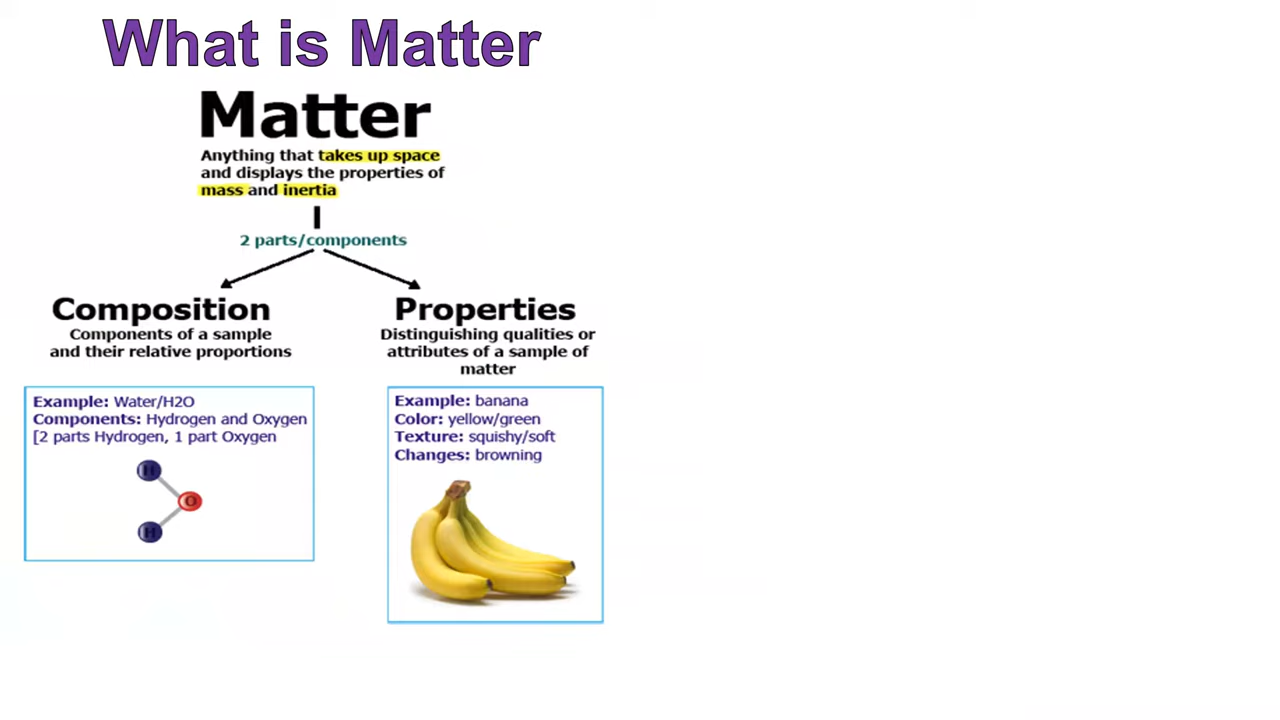 What is Matter
Matter
Anything that takes up space
and displays the properties of
mass and inertia
2 parts/components
Composition
Components of a sample
and their relative proportions
Example: Water/H2O
Components: Hydrogen and Oxygen
[2 parts Hydrogen, 1 part Oxygen
H
O
H
Properties
Distinguishing qualities or
attributes of a sample of
matter
Example: banana
Color: yellow/green
Texture: squishy/soft
Changes: browning